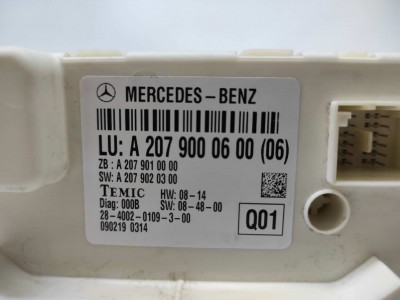 MERCEDES-BENZ
LU: A 207 900 06 00 (06)
ZB : A 207 901 00 00
SW: A 207 902 03 00
TEMIC HW: 08-14
Diag: 000B SW: 08-48-00
28-4002-0109-3-00
090219 0314
Q01